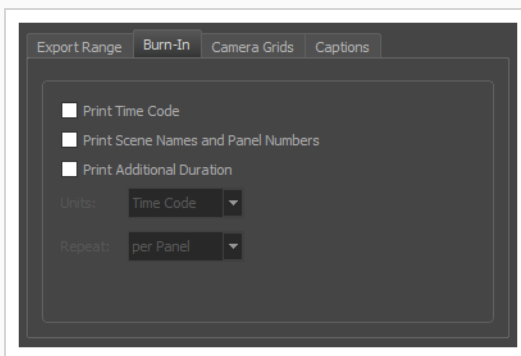 Export Range Burn-In Camera Grids Captions
Print Time Code
Print Scene Names and Panel Numbers
Print Additional Duration
Units: Time Code
Repeat: per Panel